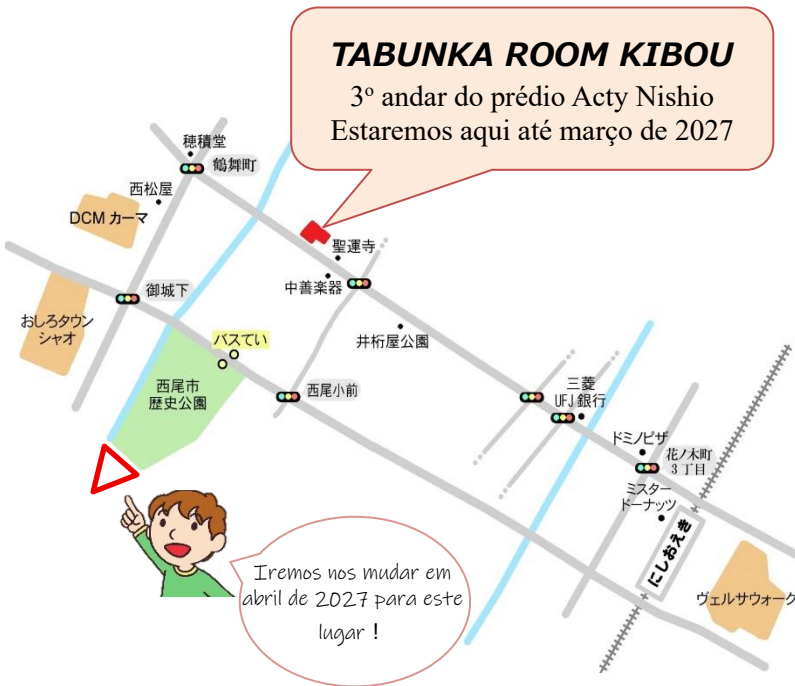 TABUNKA ROOM KIBOU
3º andar do prédio Acty Nishio
Estaremos aqui até março de 2027
穂積堂
鶴舞町
西松屋
DCM カーマ
聖運寺
中善楽器
御城下
おしろタウン
シャオ
バスてい
井桁屋公園
西尾市
歴史公園
西尾小前
三菱
UFJ 銀行
ドミノピザ
花ノ木町
3丁目
ミスター
ドーナッツ
にしおえき
ヴェルサウォーク
Iremos nos mudar em
abril de 2027 para este
lugar !